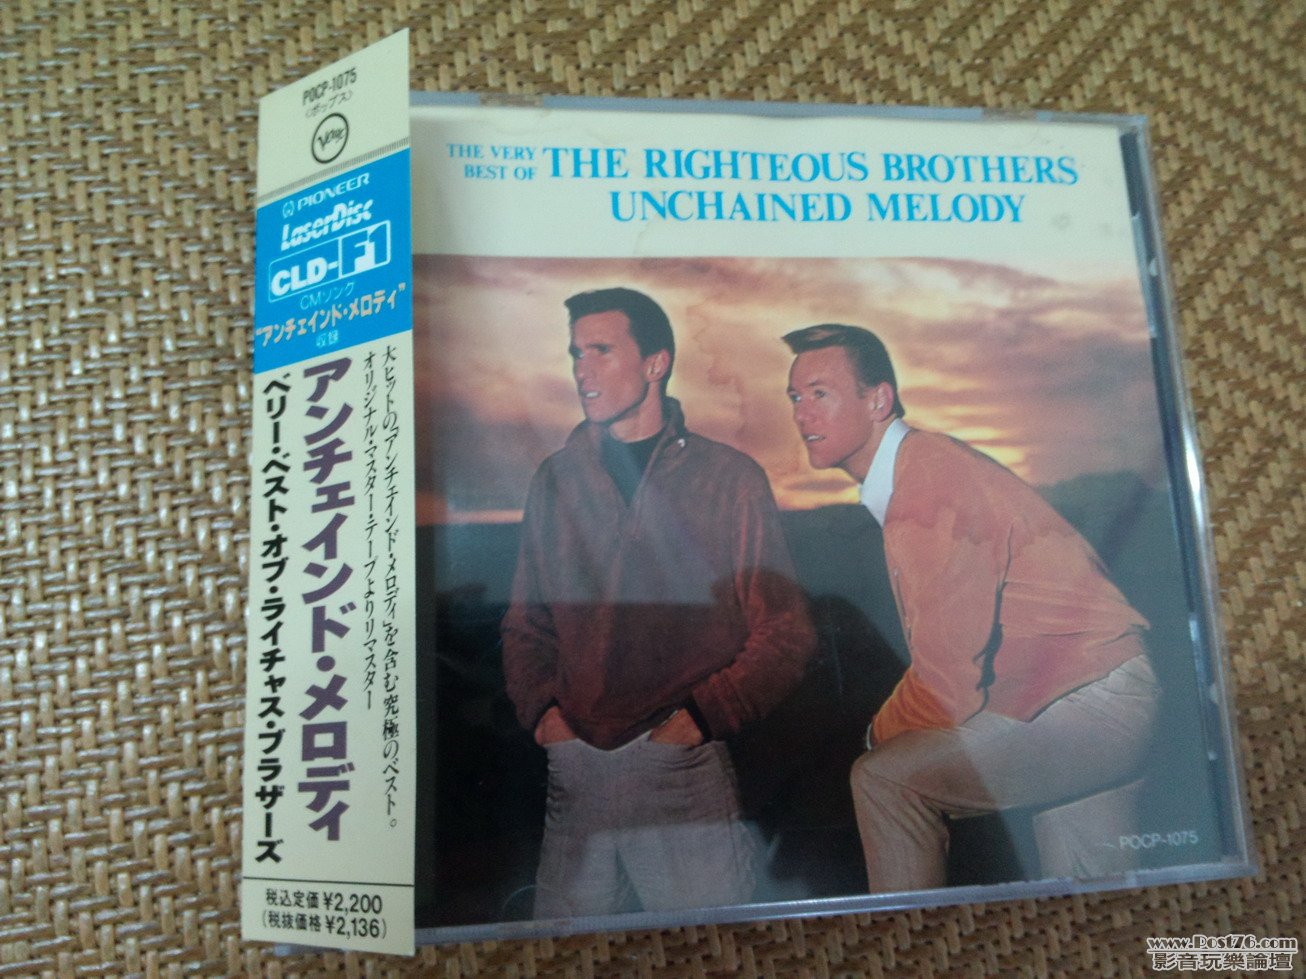 POCP-1075
〈ポップス〉
Verve
PIONEER
LaserDisc
CLD-F1
CMソング
“アンチェインド・メロディ”
収録
大ヒットの「アンチェインド・メロディ」を含む究極のベスト。
オリジナル・マスター・テープよりリマスター
アンチェインド・メロディ
ベリー・ベスト・オブ・ライチャス・ブラザーズ
税込定価¥2,200
(税抜価格¥2,136)
THE VERY BEST OF THE RIGHTEOUS BROTHERS
UNCHAINED MELODY
POCP-1075
www.Post76.com
影音玩樂論壇